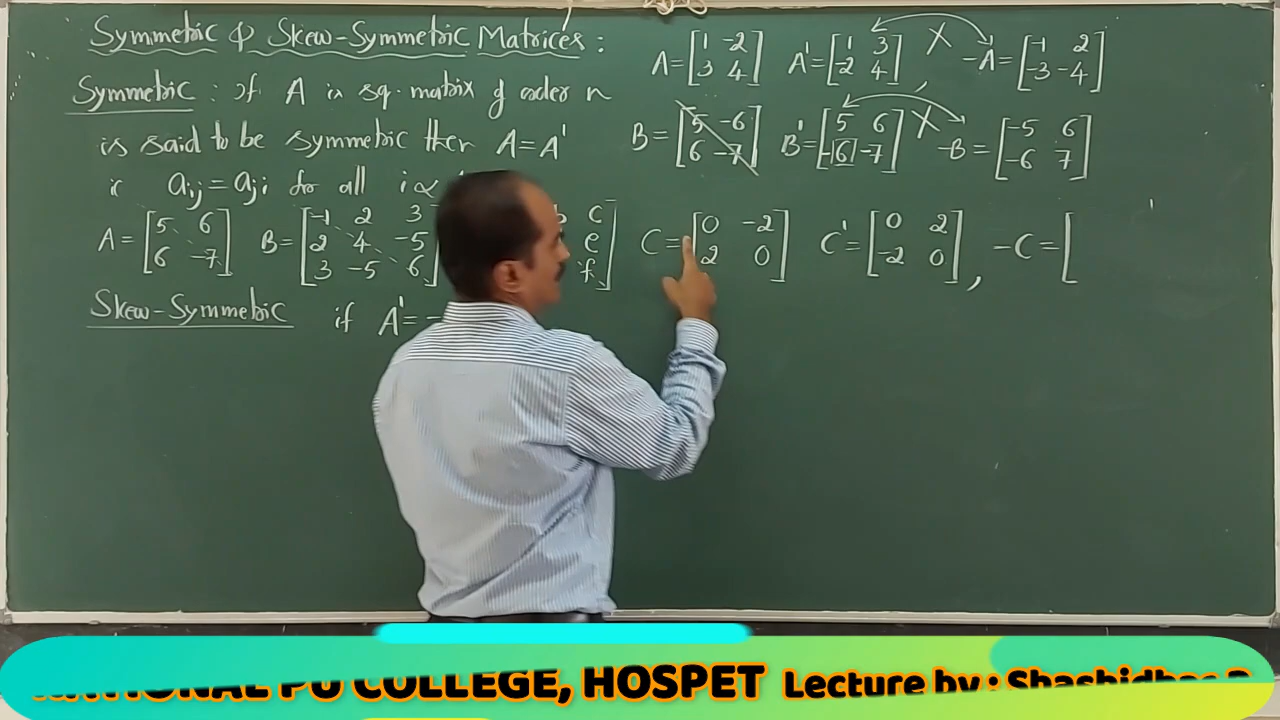 Symmetric & Skew-Symmetric Matrices :
Symmetric : If A is sq. matrix of order n
is said to be symmetric then A = A'
aij = aji for all i
A = [5 6
6 -7]
B = [-1 2 3
2 4 -5
3 -5 6
c
e
f]
Skew-Symmetric if A' = -
A = [1 -2
3 4]
A' = [1 3
-2 4] ,
X
-A = [-1 2
-3 -4]
B = [5 -6
6 -7]
B' = [5 6
-6 -7]
X
-B = [-5 6
-6 7]
C = [0 -2
2 0]
C' = [0 2
-2 0] ,
-C = [
PU COLLEGE, HOSPET Lecture by : Shashidhar